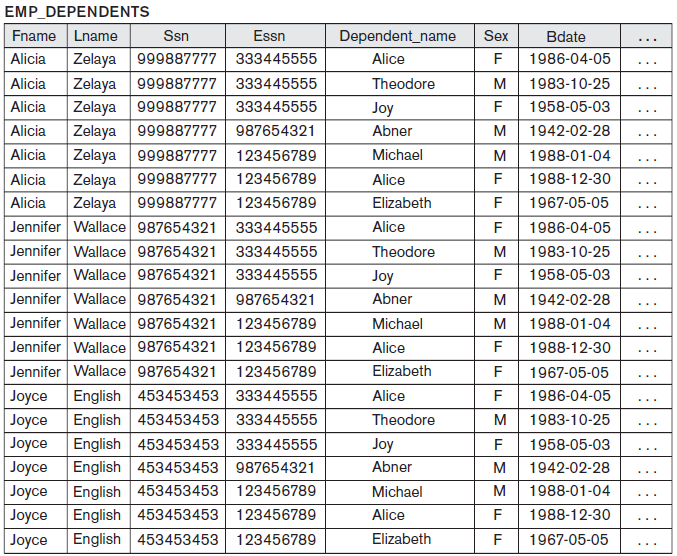 EMP_DEPENDENTS
Fname Lname Ssn Essn Dependent_name Sex Bdate ...
Alicia Zelaya 999887777 333445555 Alice F 1986-04-05 ...
Alicia Zelaya 999887777 333445555 Theodore M 1983-10-25 ...
Alicia Zelaya 999887777 333445555 Joy F 1958-05-03 ...
Alicia Zelaya 999887777 987654321 Abner M 1942-02-28 ...
Alicia Zelaya 999887777 123456789 Michael M 1988-01-04 ...
Alicia Zelaya 999887777 123456789 Alice F 1988-12-30 ...
Alicia Zelaya 999887777 123456789 Elizabeth F 1967-05-05 ...
Jennifer Wallace 987654321 333445555 Alice F 1986-04-05 ...
Jennifer Wallace 987654321 333445555 Theodore M 1983-10-25 ...
Jennifer Wallace 987654321 333445555 Joy F 1958-05-03 ...
Jennifer Wallace 987654321 987654321 Abner M 1942-02-28 ...
Jennifer Wallace 987654321 123456789 Michael M 1988-01-04 ...
Jennifer Wallace 987654321 123456789 Alice F 1988-12-30 ...
Jennifer Wallace 987654321 123456789 Elizabeth F 1967-05-05 ...
Joyce English 453453453 333445555 Alice F 1986-04-05 ...
Joyce English 453453453 333445555 Theodore M 1983-10-25 ...
Joyce English 453453453 333445555 Joy F 1958-05-03 ...
Joyce English 453453453 987654321 Abner M 1942-02-28 ...
Joyce English 453453453 123456789 Michael M 1988-01-04 ...
Joyce English 453453453 123456789 Alice F 1988-12-30 ...
Joyce English 453453453 123456789 Elizabeth F 1967-05-05 ...